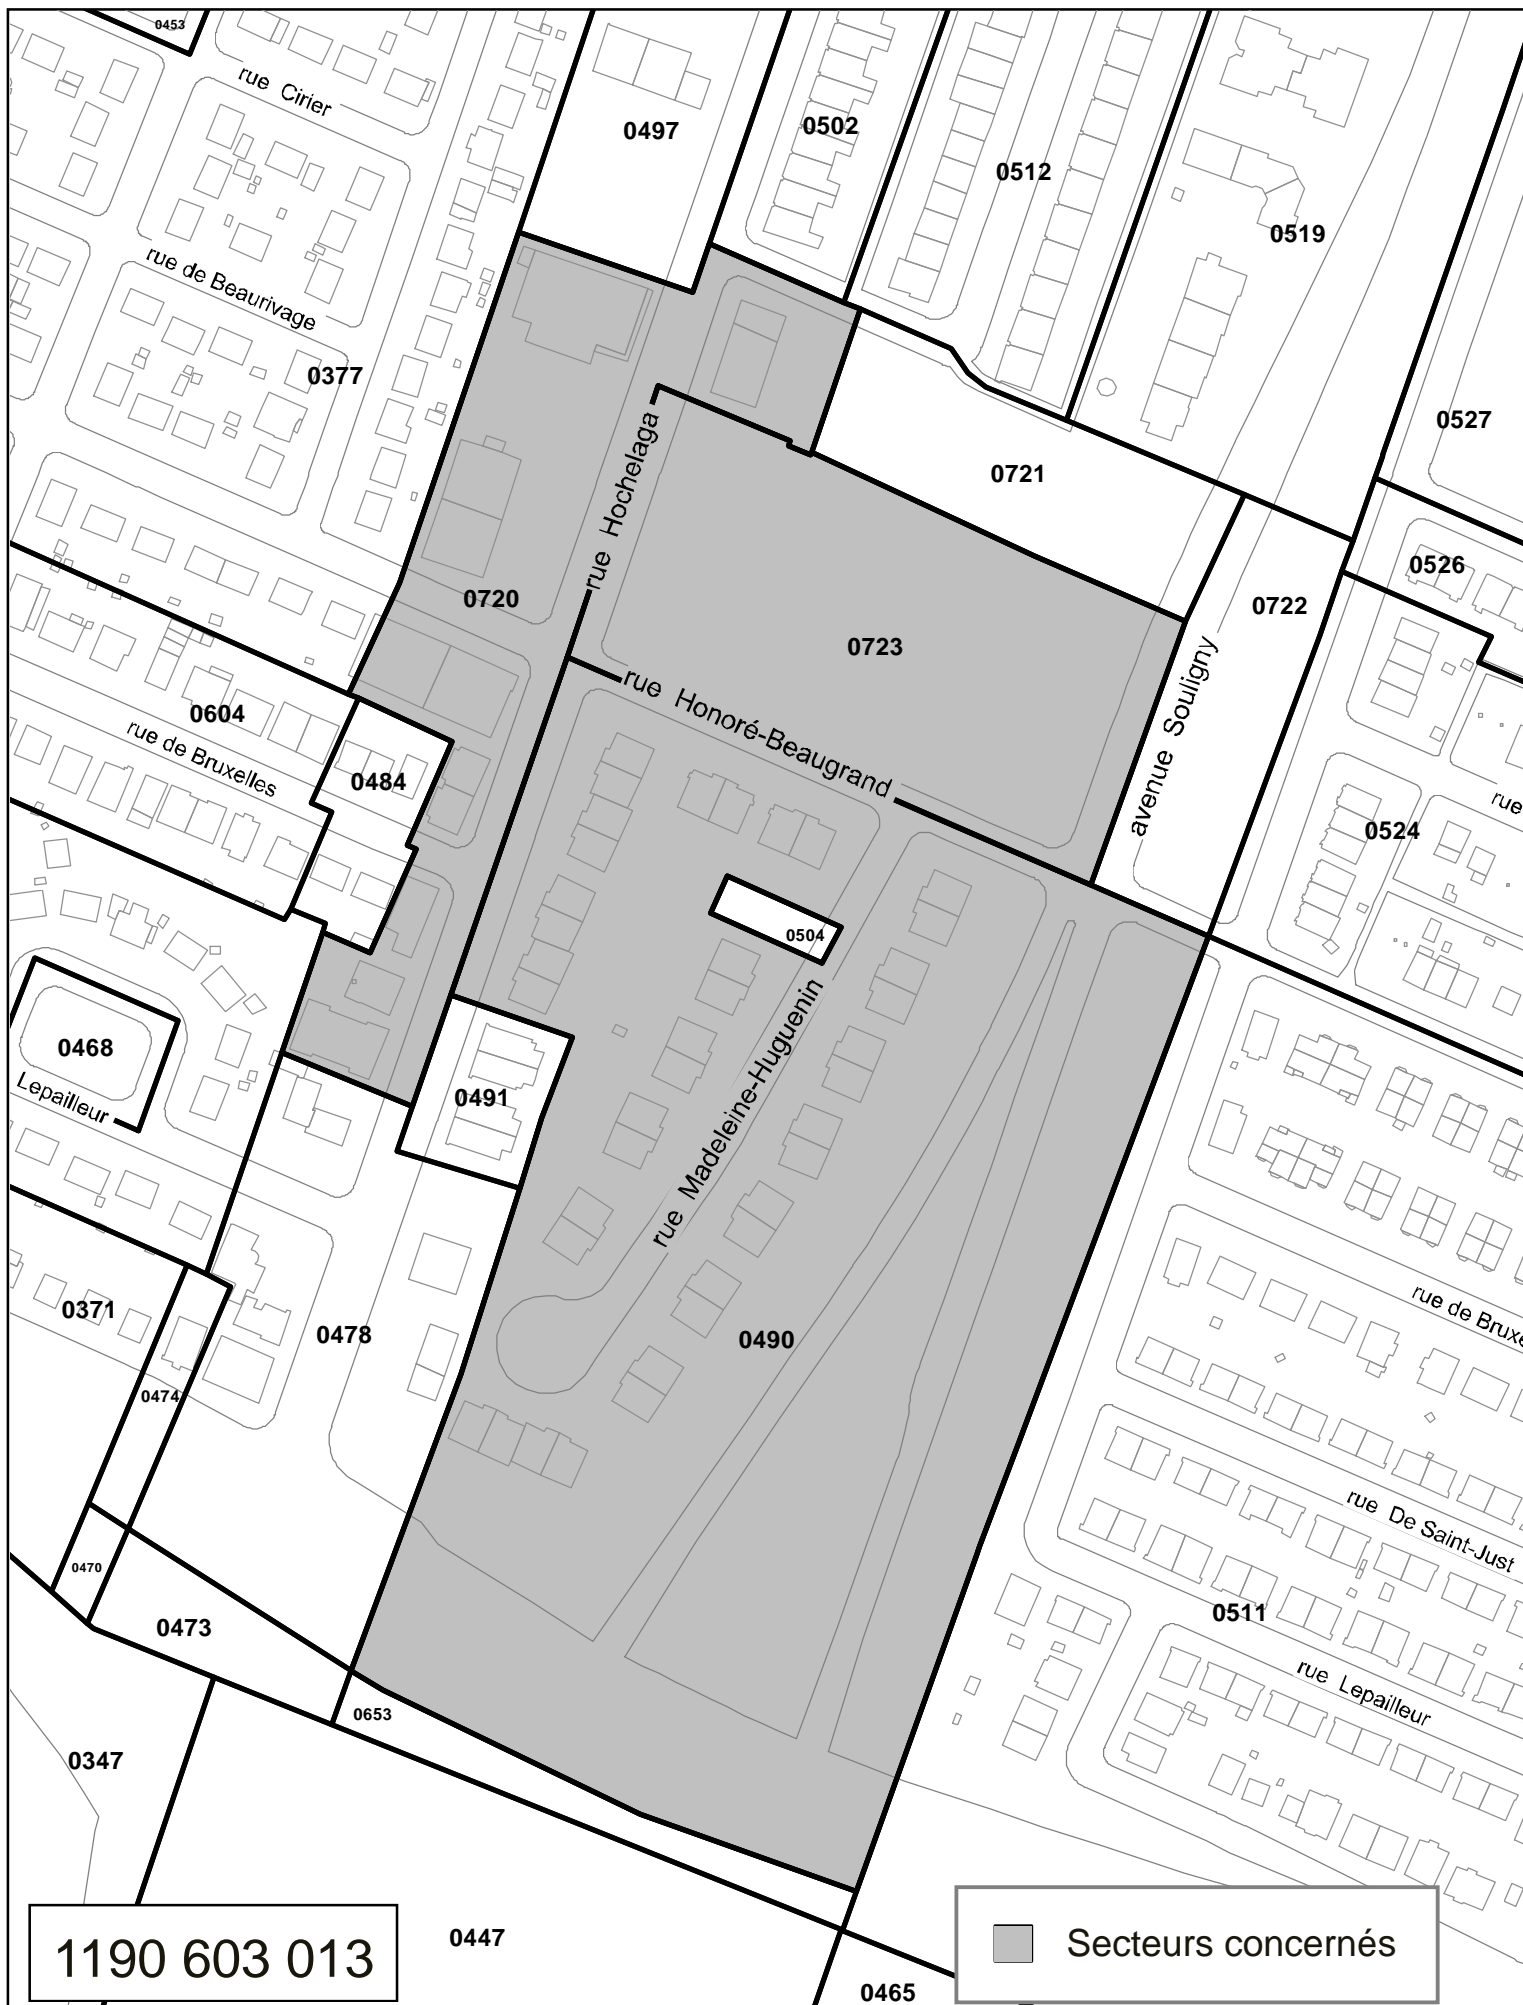 0453
rue Cirier
0497
0502
0512
0519
rue de Beaurivage
0377
0527
rue Hochelaga
0721
0526
0720
0722
0723
avenue Souligny
rue Honoré-Beaugrand
0604
rue de Bruxelles
0484
rue
0524
0504
0468
Lepailleur
0491
rue Madeleine-Huguenin
rue de Bruxe
0371
0478
0490
0474
rue De Saint-Just
0470
0473
0511
rue Lepailleur
0653
0347
0447
1190 603 013
Secteurs concernés
0465